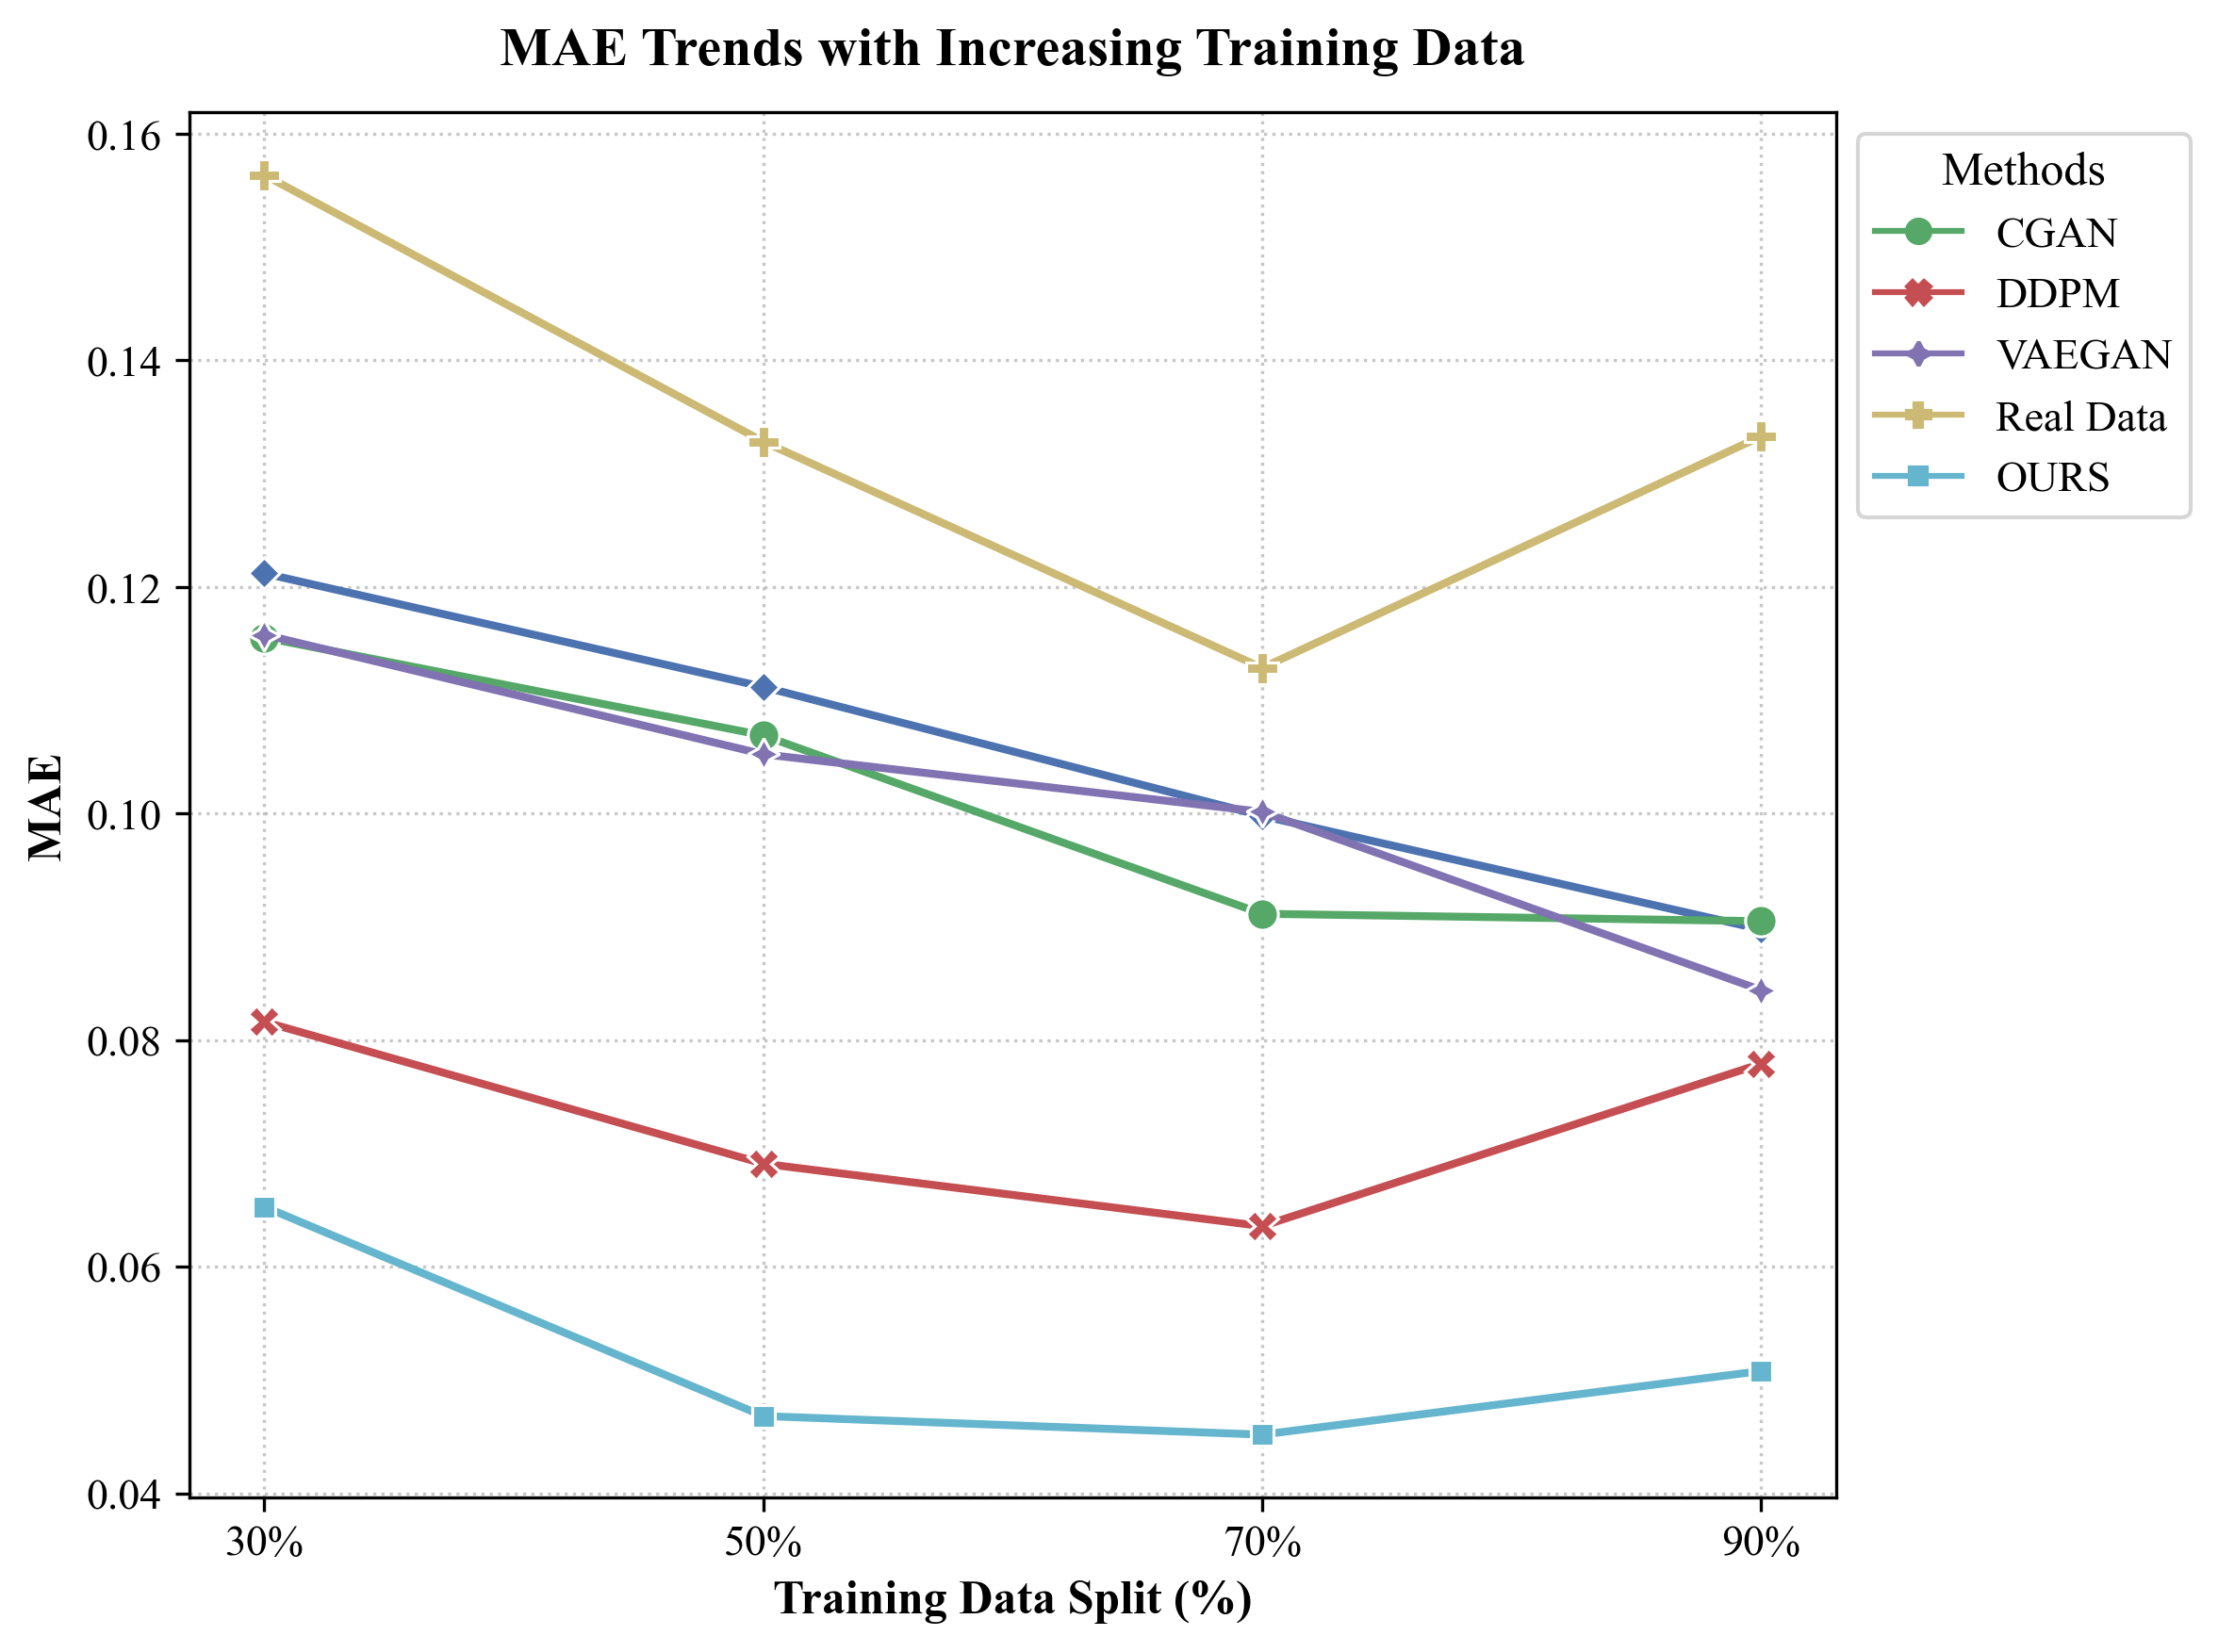 MAE Trends with Increasing Training Data
0.16
0.14
0.12
0.10
0.08
0.06
0.04
MAE
30%
50%
70%
90%
Training Data Split (%)
Methods
CGAN
DDPM
VAEGAN
Real Data
OURS